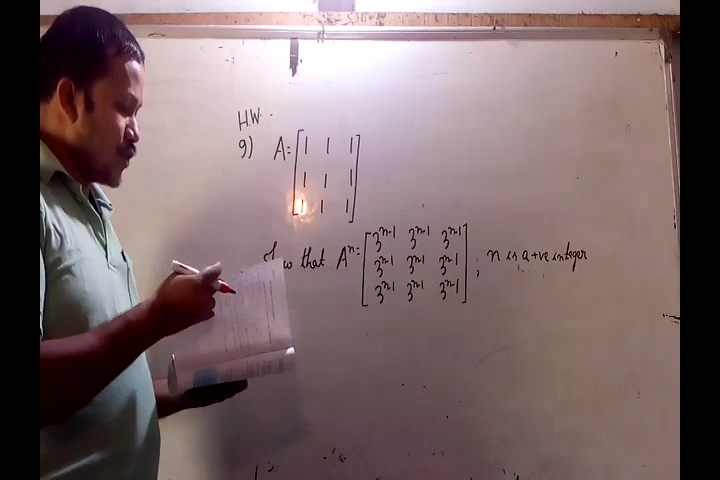 H.W.
9) A = [1 1 1
1 1 1
1 1 1]
that Aⁿ = [3ⁿ⁻¹ 3ⁿ⁻¹ 3ⁿ⁻¹
3ⁿ⁻¹ 3ⁿ⁻¹ 3ⁿ⁻¹
3ⁿ⁻¹ 3ⁿ⁻¹ 3ⁿ⁻¹] ; n is a +ve integer